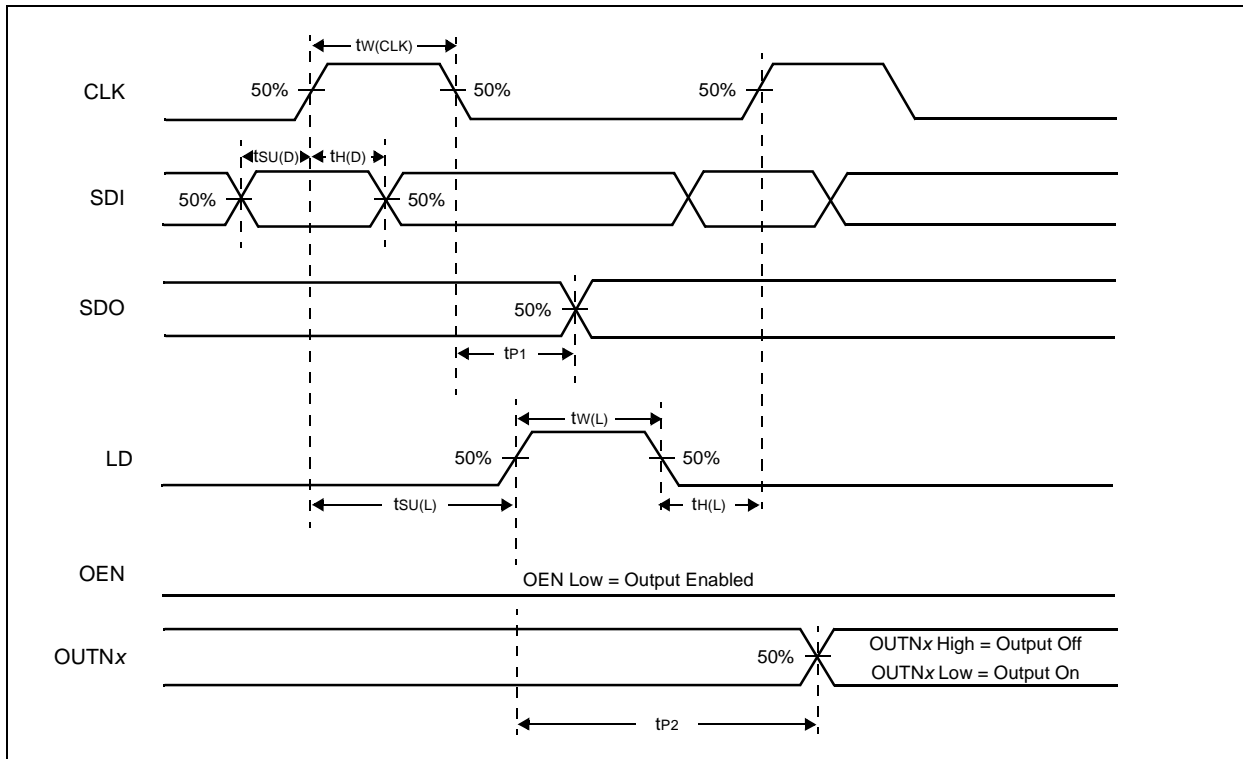 tW(CLK)
CLK
50%
50%
50%
tSU(D)
tH(D)
SDI
50%
50%
SDO
50%
tP1
tW(L)
LD
50%
50%
tSU(L)
tH(L)
OEN
OEN Low = Output Enabled
OUTNx
50%
OUTNx High = Output Off
OUTNx Low = Output On
tP2